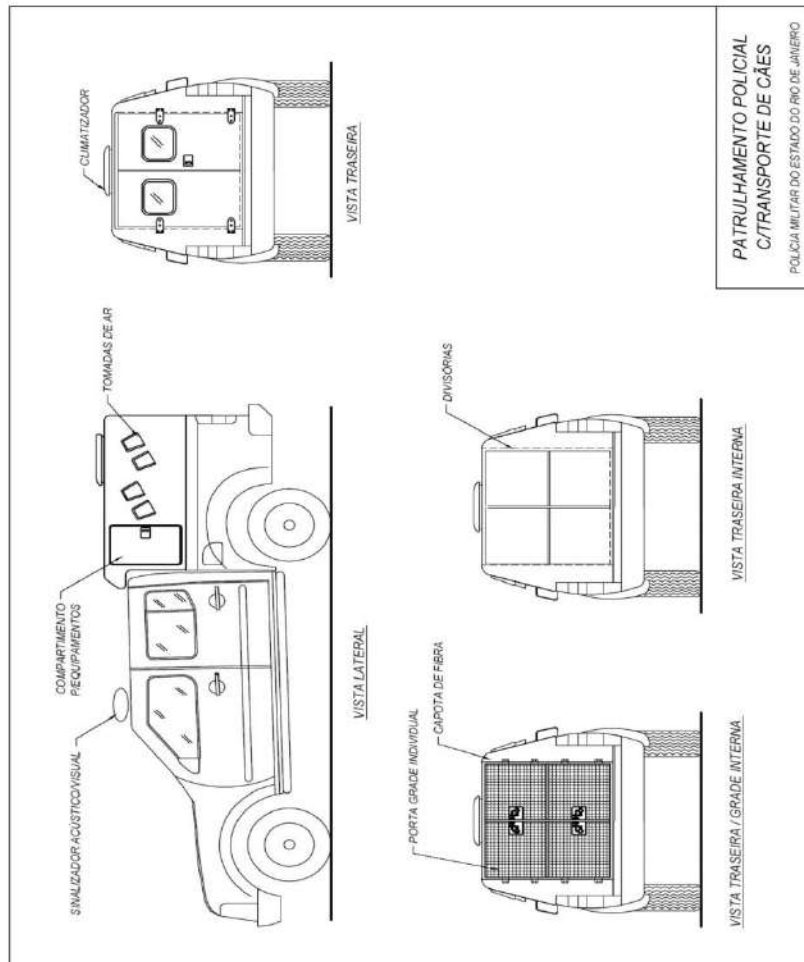 SINALIZADOR ACÚSTICO/VISUAL
COMPARTIMENTO
P/EQUIPAMENTOS
TOMADAS DE AR
VISTA LATERAL
CLIMATIZADOR
VISTA TRASEIRA
PORTA GRADE INDIVIDUAL
CAPOTA DE FIBRA
VISTA TRASEIRA / GRADE INTERNA
DIVISÓRIAS
VISTA TRASEIRA INTERNA
PATRULHAMENTO POLICIAL
C/TRANSPORTE DE CÃES
POLÍCIA MILITAR DO ESTADO DO RIO DE JANEIRO